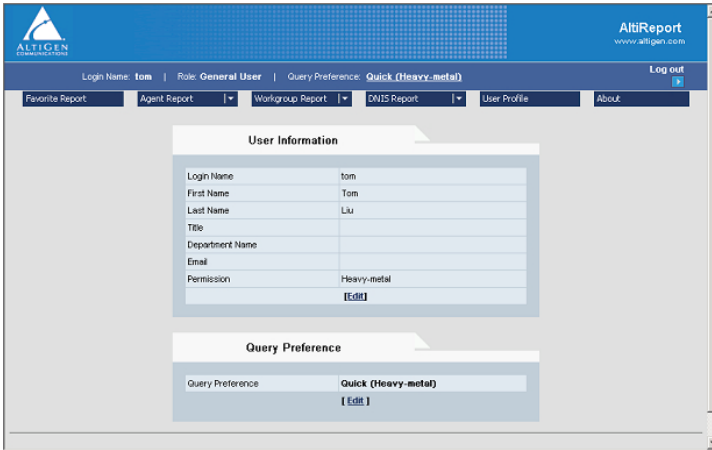 AltiReport
www.altigen.com
ALTIGEN
COMMUNICATIONS
Login Name: tom | Role: General User | Query Preference: Quick (Heavy-metal)
Log out
Favorite Report Agent Report Workgroup Report DNIS Report User Profile About
User Information
Login Name tom
First Name Tom
Last Name Liu
Title
Department Name
Email
Permission Heavy-metal
[Edit]
Query Preference
Query Preference Quick (Heavy-metal)
[ Edit ]